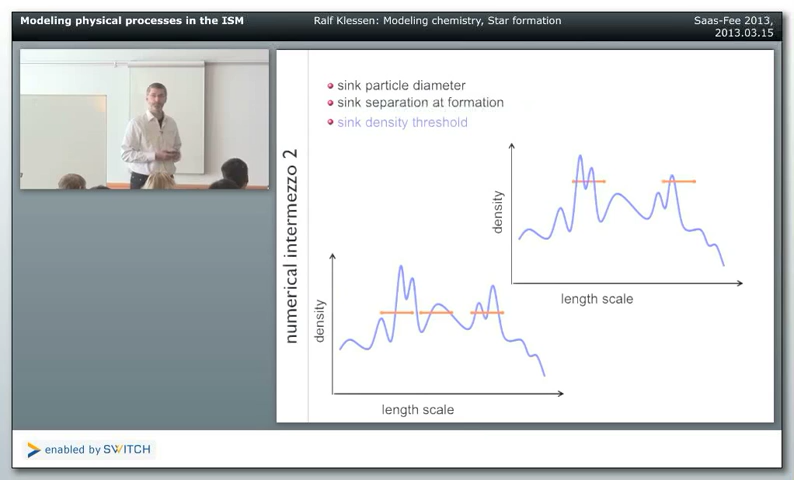 Modeling physical processes in the ISM
Ralf Klessen: Modeling chemistry, Star formation
Saas-Fee 2013,
2013.03.15
sink particle diameter
sink separation at formation
sink density threshold
numerical intermezzo 2
density
length scale
density
length scale
enabled by SWITCH